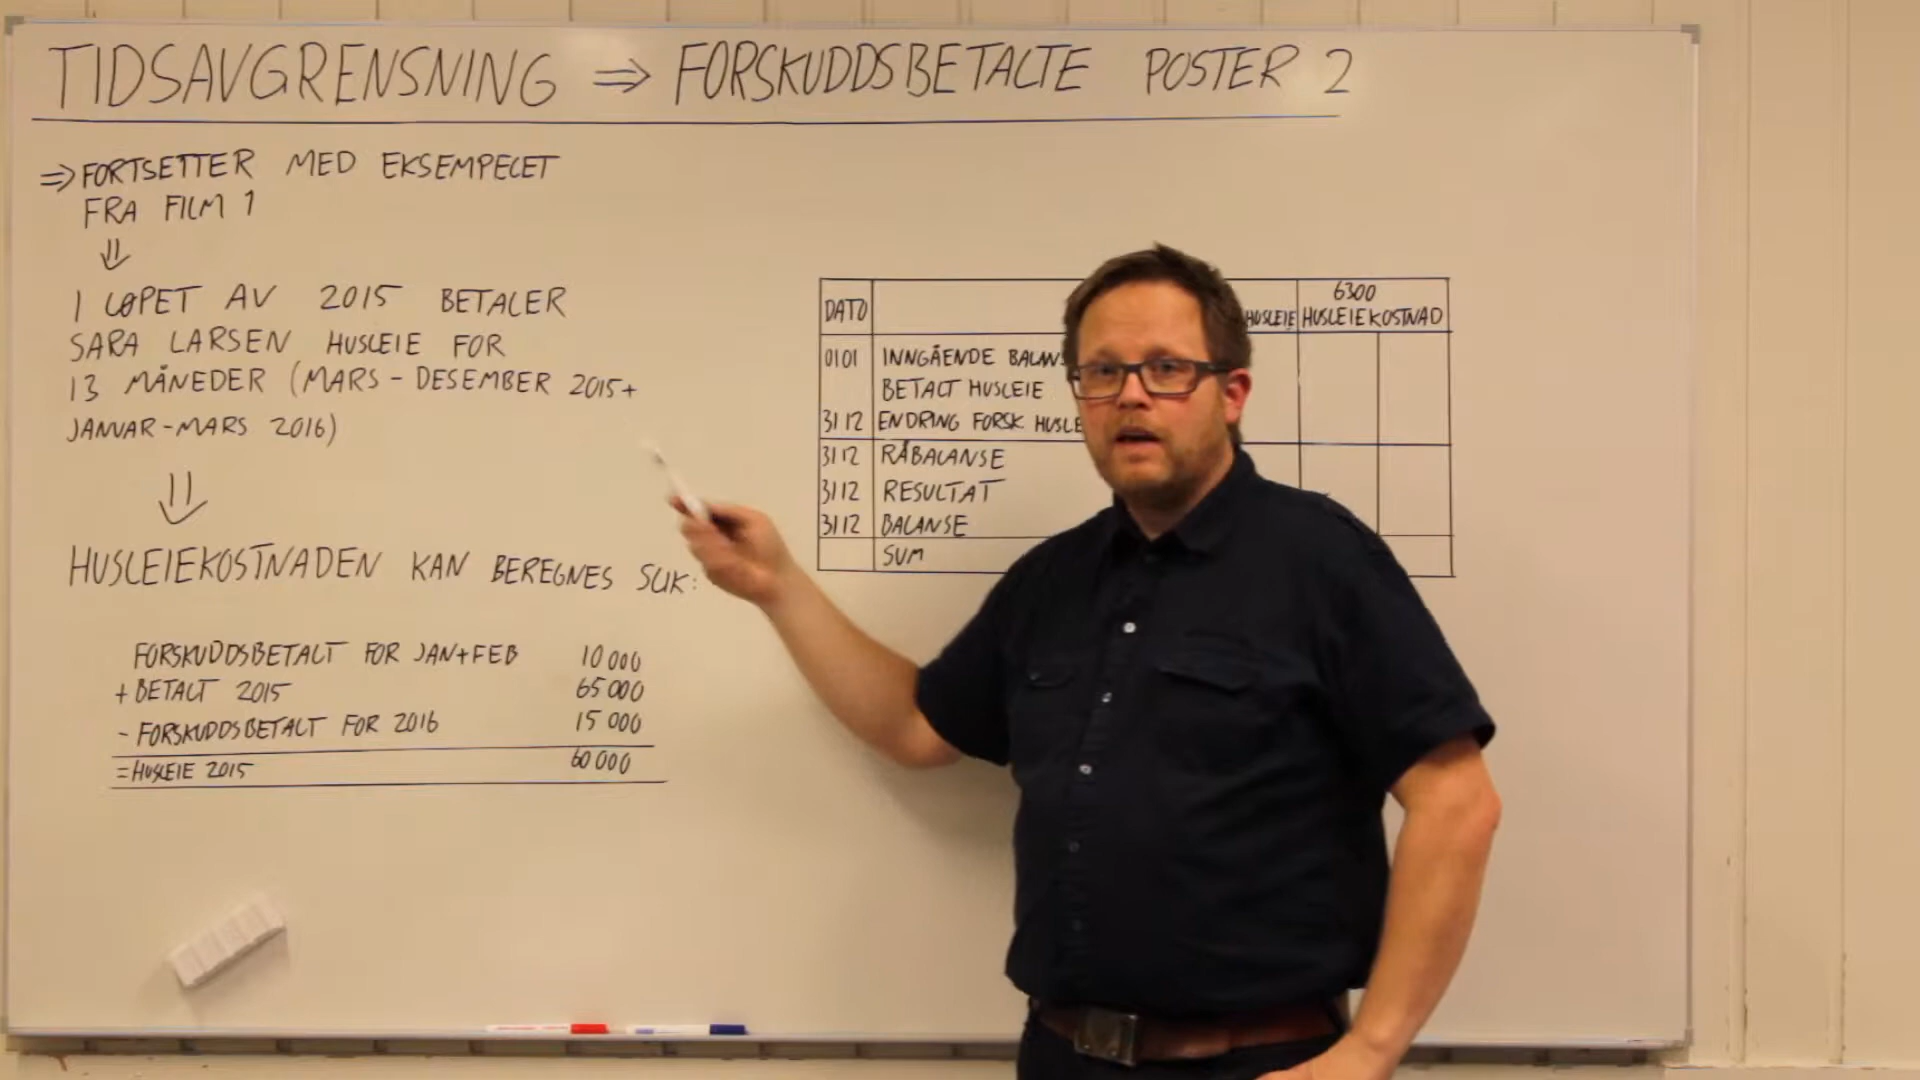 TIDSAVGRENSNING ⇒ FORSKUDDSBETALTE POSTER 2
⇒ FORTSETTER MED EKSEMPELET
FRA FILM 1
⇓
I LØPET AV 2015 BETALER
SARA LARSEN HUSLEIE FOR
13 MÅNEDER (MARS - DESEMBER 2015+
JANUAR-MARS 2016)
⇓
HUSLEIEKOSTNADEN KAN BEREGNES SLIK:
FORSKUDDSBETALT FOR JAN+FEB 10 000
+ BETALT 2015 65 000
- FORSKUDDSBETALT FOR 2016 15 000
= HUSLEIE 2015 60 000
6300
DATO HUSLEIE HUSLEIEKOSTNAD
0101 INNGÅENDE
BETALT HUSLEIE
3112 ENDRING FORSK
3112 RÅBALANSE
3112 RESULTAT
3112 BALANSE
SUM